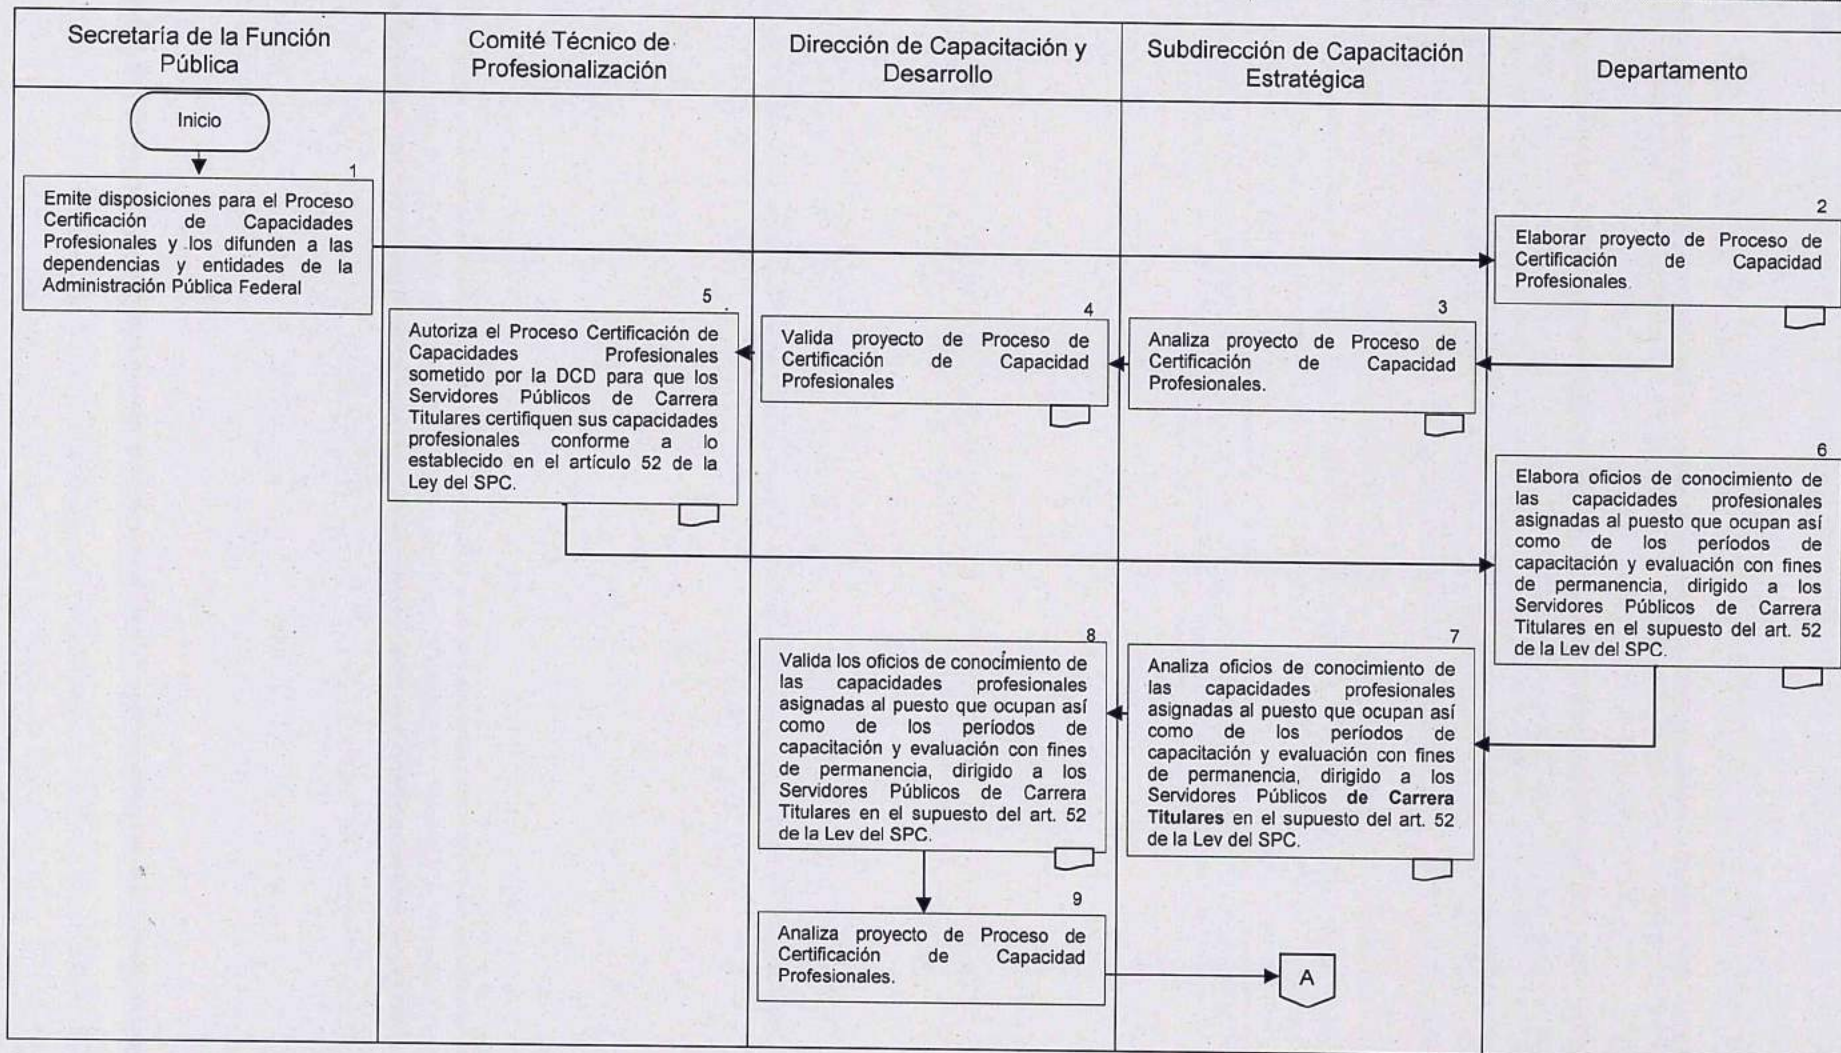 Secretaría de la Función
Pública
Comité Técnico de
Profesionalización
Dirección de Capacitación y
Desarrollo
Subdirección de Capacitación
Estratégica
Departamento
Inicio
1
Emite disposiciones para el Proceso
Certificación de Capacidades
Profesionales y los difunden a las
dependencias y entidades de la
Administración Pública Federal
2
Elaborar proyecto de Proceso de
Certificación de Capacidad
Profesionales.
3
Analiza proyecto de Proceso de
Certificación de Capacidad
Profesionales.
4
Valida proyecto de Proceso de
Certificación de Capacidad
Profesionales
5
Autoriza el Proceso Certificación de
Capacidades Profesionales
sometido por la DCD para que los
Servidores Públicos de Carrera
Titulares certifiquen sus capacidades
profesionales conforme a lo
establecido en el artículo 52 de la
Ley del SPC.
6
Elabora oficios de conocimiento de
las capacidades profesionales
asignadas al puesto que ocupan así
como de los períodos de
capacitación y evaluación con fines
de permanencia, dirigido a los
Servidores Públicos de Carrera
Titulares en el supuesto del art. 52
de la Ley del SPC.
7
Analiza oficios de conocimiento de
las capacidades profesionales
asignadas al puesto que ocupan así
como de los períodos de
capacitación y evaluación con fines
de permanencia, dirigido a los
Servidores Públicos de Carrera
Titulares en el supuesto del art. 52
de la Ley del SPC.
8
Valida los oficios de conocimiento de
las capacidades profesionales
asignadas al puesto que ocupan así
como de los períodos de
capacitación y evaluación con fines
de permanencia, dirigido a los
Servidores Públicos de Carrera
Titulares en el supuesto del art. 52
de la Ley del SPC.
9
Analiza proyecto de Proceso de
Certificación de Capacidad
Profesionales.
A